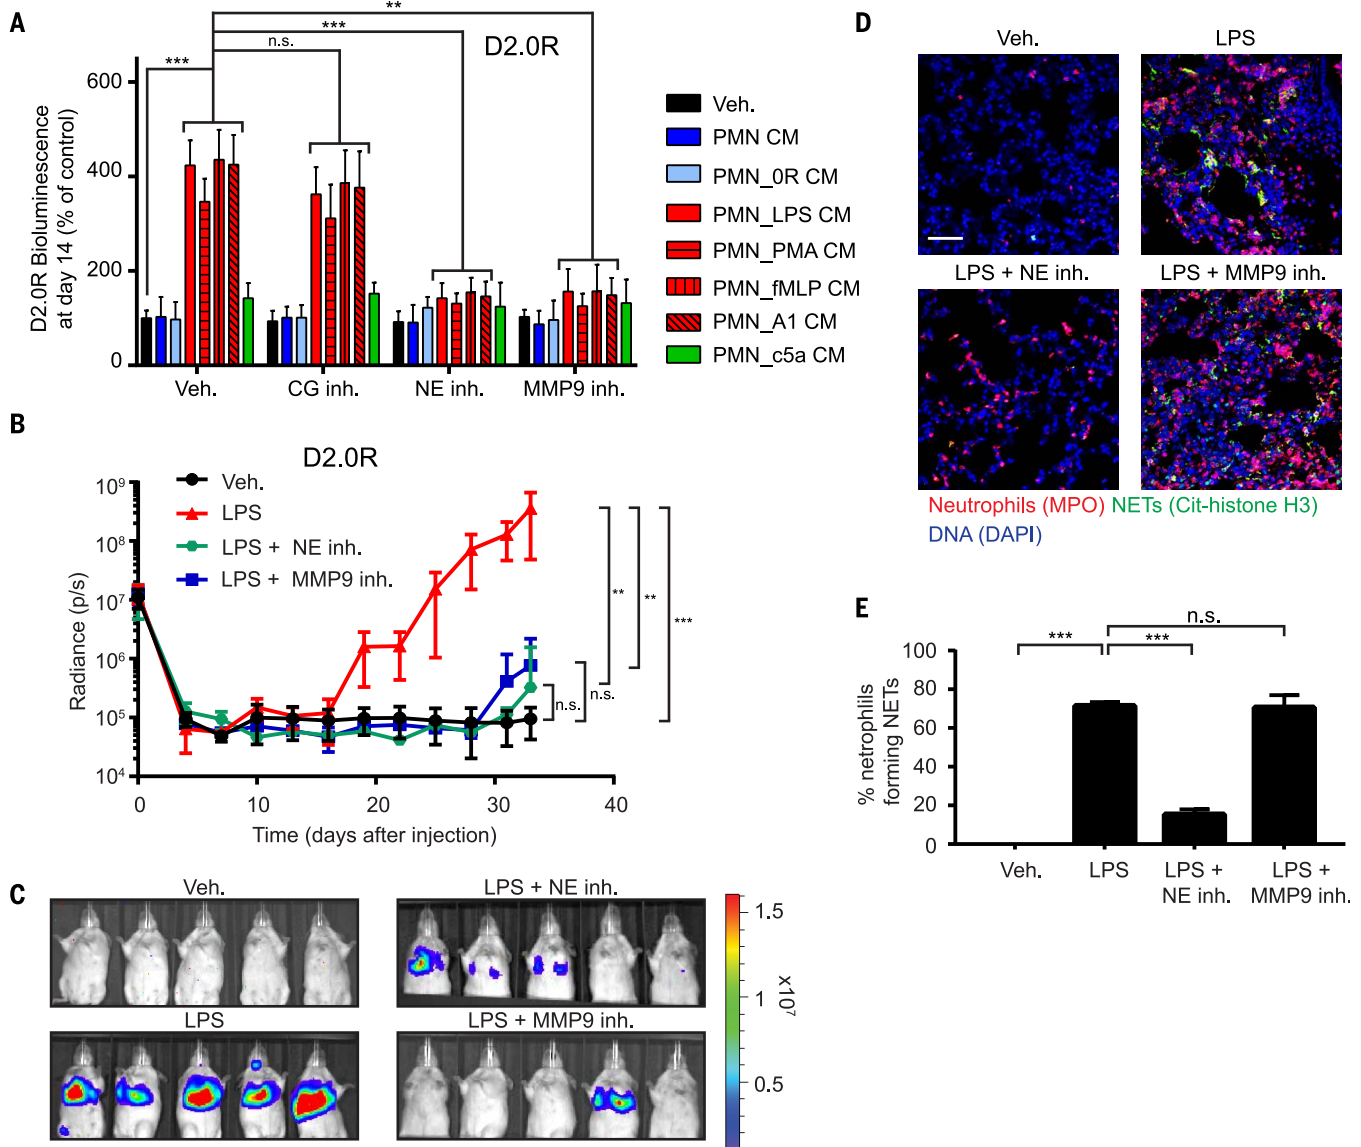 A
**
***
n.s.
***
D2.0R
D2.0R Bioluminescence
at day 14 (% of control)
600
400
200
0
Veh.
CG inh.
NE inh.
MMP9 inh.
Veh.
PMN CM
PMN_0R CM
PMN_LPS CM
PMN_PMA CM
PMN_fMLP CM
PMN_A1 CM
PMN_c5a CM
B
D2.0R
Veh.
LPS
LPS + NE inh.
LPS + MMP9 inh.
Radiance (p/s)
10⁹
10⁸
10⁷
10⁶
10⁵
10⁴
0
10
20
30
40
Time (days after injection)
n.s.
n.s.
**
**
***
C
Veh.
LPS + NE inh.
LPS
LPS + MMP9 inh.
1.5
1
0.5
x10⁷
D
Veh.
LPS
LPS + NE inh.
LPS + MMP9 inh.
Neutrophils (MPO) NETs (Cit-histone H3)
DNA (DAPI)
E
n.s.
***
***
% netrophils
forming NETs
100
80
60
40
20
0
Veh.
LPS
LPS +
NE inh.
LPS +
MMP9 inh.